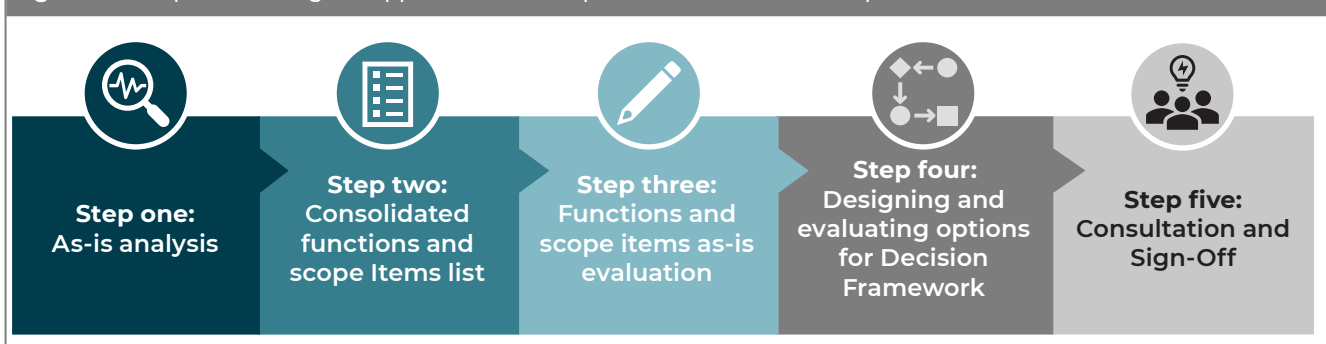 Step one:
As-is analysis
Step two:
Consolidated
functions and
scope Items list
Step three:
Functions and
scope items as-is
evaluation
Step four:
Designing and
evaluating options
for Decision
Framework
Step five:
Consultation and
Sign-Off